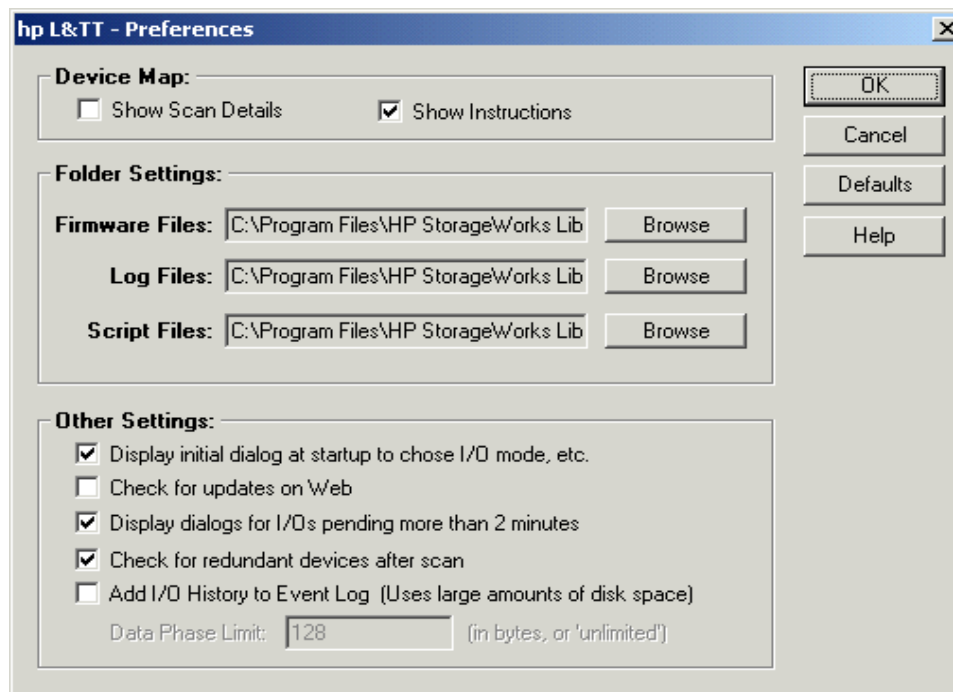 hp L&TT - Preferences
Device Map:
Show Scan Details
Show Instructions
OK
Cancel
Defaults
Help
Folder Settings:
Firmware Files: C:\Program Files\HP StorageWorks Lib Browse
Log Files: C:\Program Files\HP StorageWorks Lib Browse
Script Files: C:\Program Files\HP StorageWorks Lib Browse
Other Settings:
Display initial dialog at startup to chose I/O mode, etc.
Check for updates on Web
Display dialogs for I/Os pending more than 2 minutes
Check for redundant devices after scan
Add I/O History to Event Log (Uses large amounts of disk space)
Data Phase Limit: 128 (in bytes, or 'unlimited')